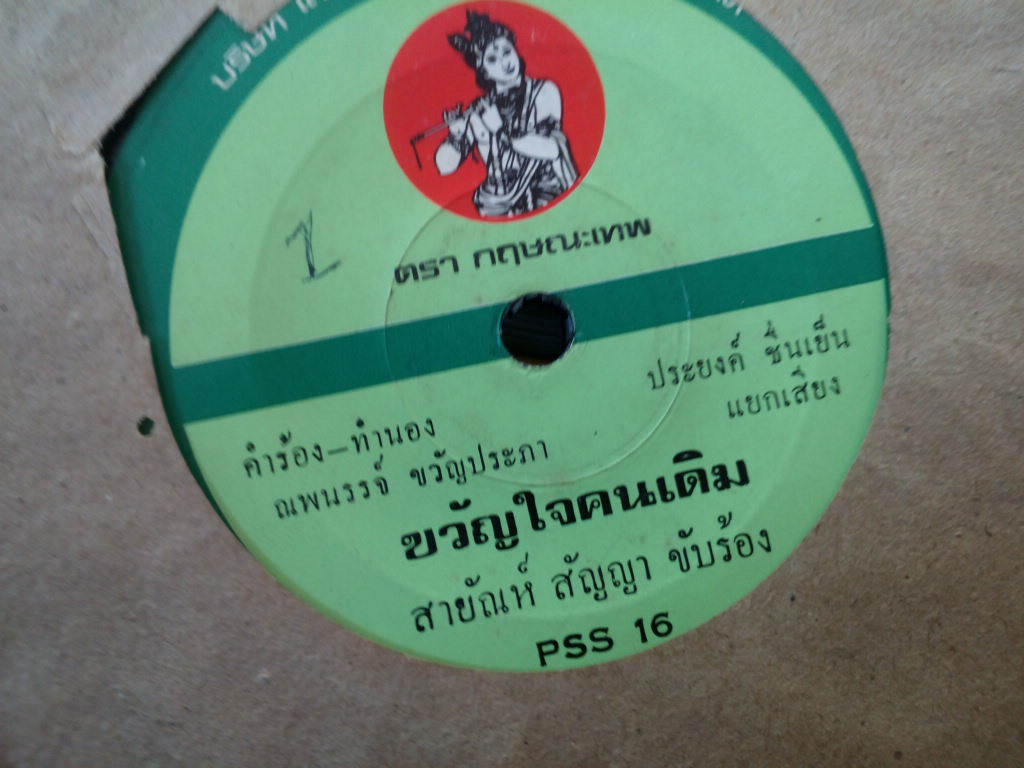 ตรา กฤษณะเทพ
คำร้อง-ทำนอง
ณพนรรจ์ ขวัญประภา
ประยงค์ ชื่นเย็น
แยกเสียง
ขวัญใจคนเดิม
สายัณห์ สัญญา ขับร้อง
PSS 16